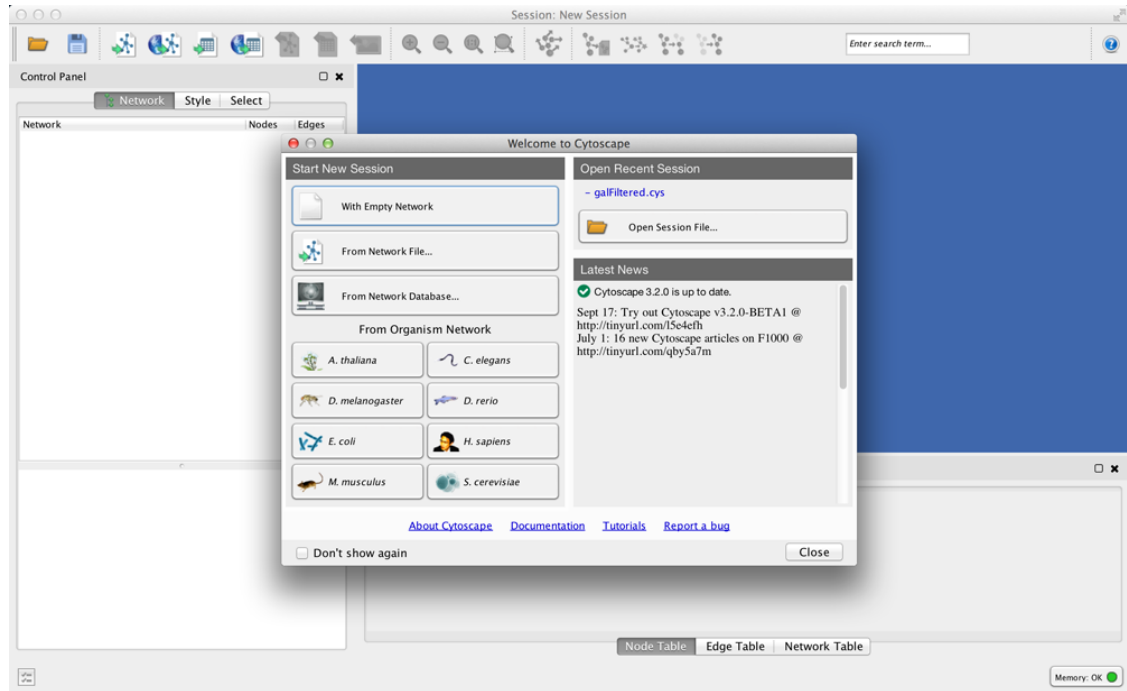 Session: New Session
Enter search term...
Control Panel
Network Style Select
Network Nodes Edges
Welcome to Cytoscape
Start New Session
With Empty Network
From Network File...
From Network Database...
From Organism Network
A. thaliana C. elegans
D. melanogaster D. rerio
E. coli H. sapiens
M. musculus S. cerevisiae
Open Recent Session
- galFiltered.cys
Open Session File...
Latest News
Cytoscape 3.2.0 is up to date.
Sept 17: Try out Cytoscape v3.2.0-BETA1 @
http://tinyurl.com/l5e4efh
July 1: 16 new Cytoscape articles on F1000 @
http://tinyurl.com/qby5a7m
About Cytoscape Documentation Tutorials Report a bug
Don't show again Close
Node Table Edge Table Network Table
Memory: OK